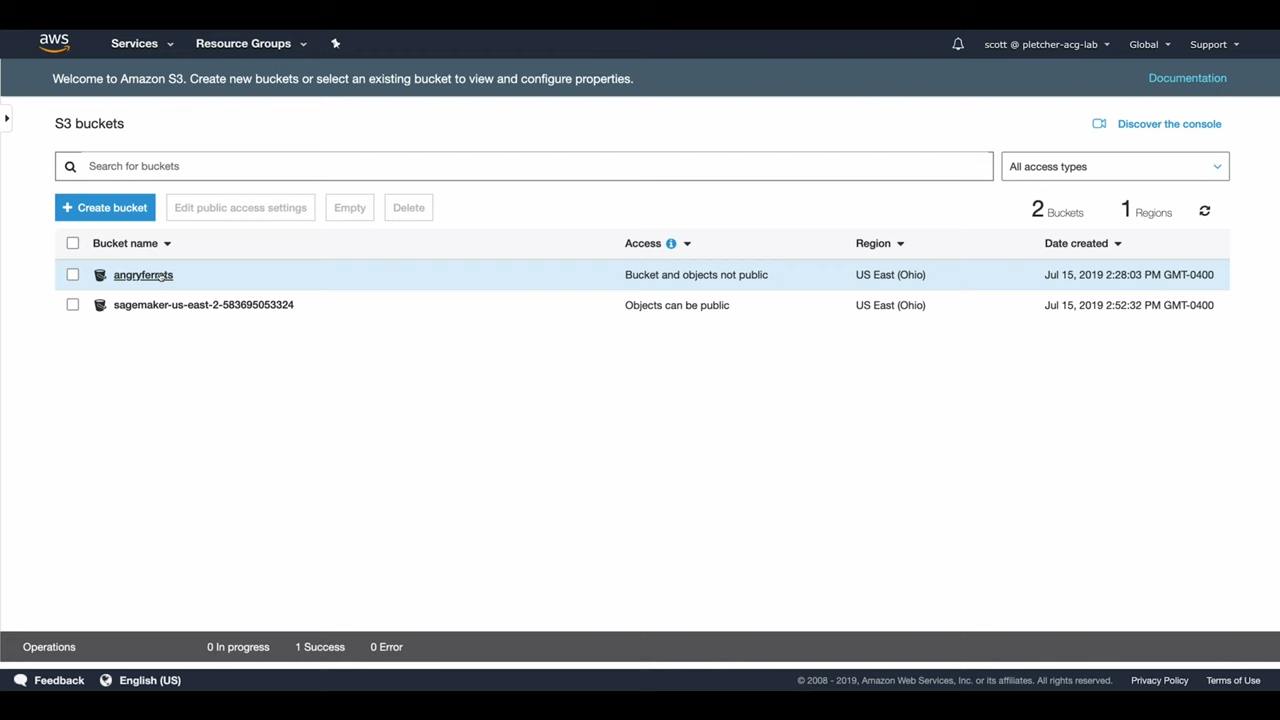 aws Services Resource Groups scott @ pletcher-acg-lab Global Support
Welcome to Amazon S3. Create new buckets or select an existing bucket to view and configure properties. Documentation
S3 buckets Discover the console
Search for buckets All access types
+ Create bucket Edit public access settings Empty Delete 2 Buckets 1 Regions
Bucket name Access Region Date created
angryferrets Bucket and objects not public US East (Ohio) Jul 15, 2019 2:28:03 PM GMT-0400
sagemaker-us-east-2-583695053324 Objects can be public US East (Ohio) Jul 15, 2019 2:52:32 PM GMT-0400
Operations 0 In progress 1 Success 0 Error
Feedback English (US) © 2008 - 2019, Amazon Web Services, Inc. or its affiliates. All rights reserved. Privacy Policy Terms of Use